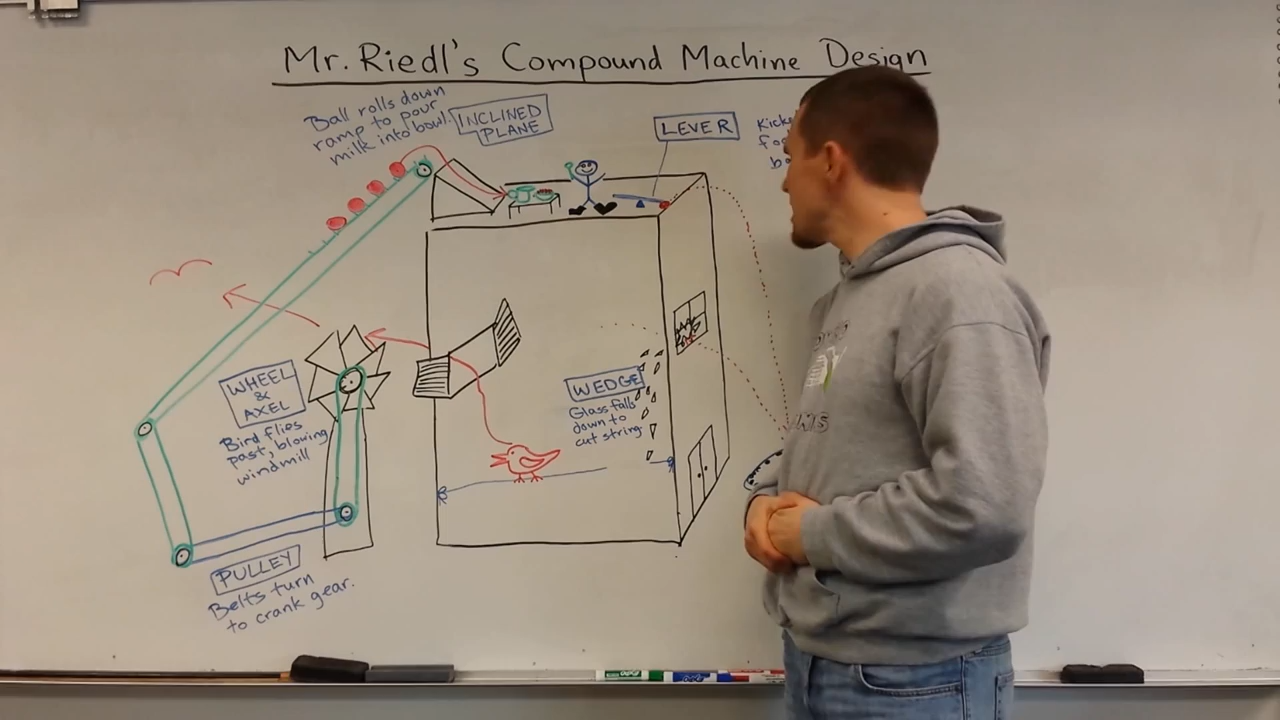 Mr. Riedl's Compound Machine Design
Ball rolls down
ramp to pour
milk into bowl.
INCLINED
PLANE
LEVER
WHEEL
&
AXEL
Bird flies
past, blowing
windmill
WEDGE
Glass falls
down to
cut string.
PULLEY
Belts turn
to crank gear.